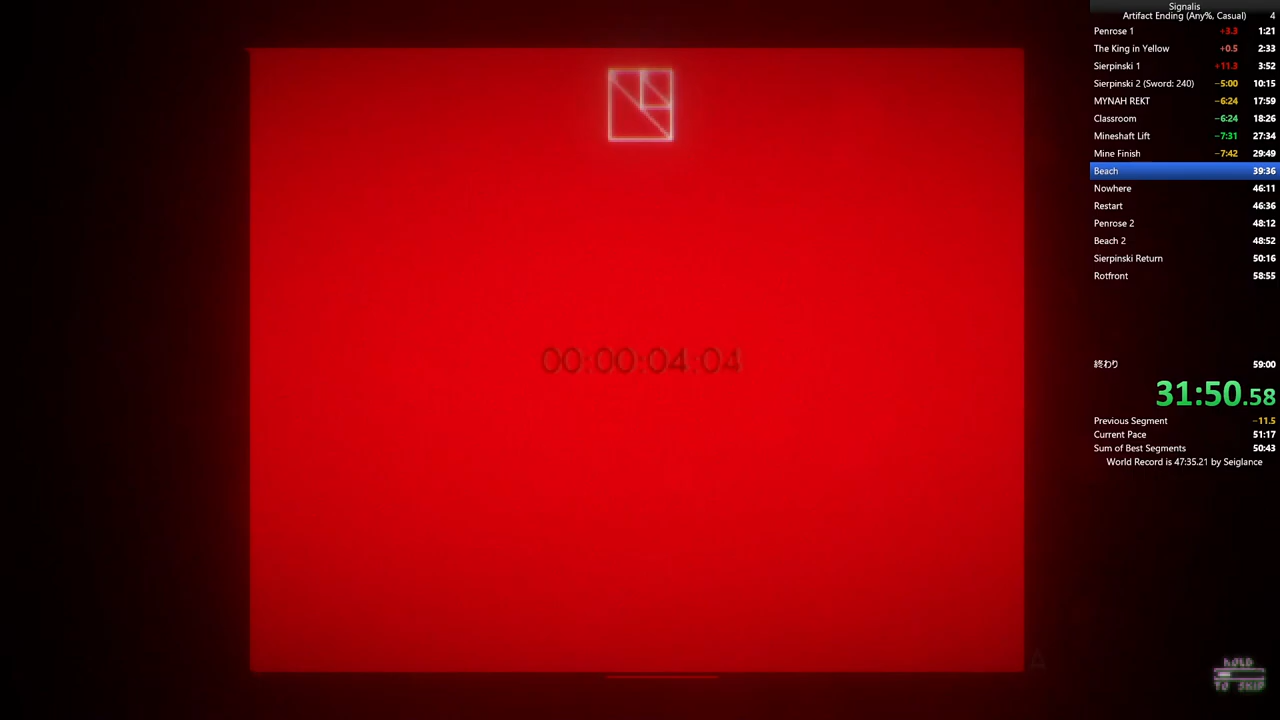 Signalis
Artifact Ending (Any%, Casual) 4
Penrose 1 +3.3 1:21
The King in Yellow +0.5 2:33
Sierpinski 1 +11.3 3:52
Sierpinski 2 (Sword: 240) −5:00 10:15
MYNAH REKT −6:24 17:59
Classroom −6:24 18:26
Mineshaft Lift −7:31 27:34
Mine Finish −7:42 29:49
Beach 39:36
Nowhere 46:11
Restart 46:36
Penrose 2 48:12
Beach 2 48:52
Sierpinski Return 50:16
Rotfront 58:55
00:00:04:04
終わり 59:00
31:50.58
Previous Segment −11.5
Current Pace 51:17
Sum of Best Segments 50:43
World Record is 47:35.21 by Seiglance
HOLD
TO SKIP